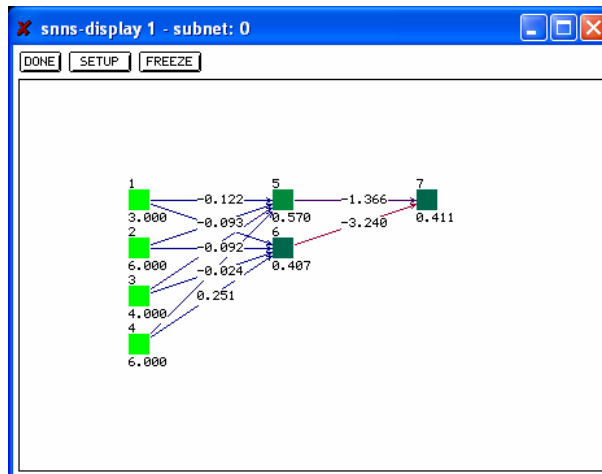 snns-display 1 - subnet: 0
DONE SETUP FREEZE
1 5 7
-0.122 -1.366
3.000 -0.093 0.570 -3.240 0.411
2 6
-0.092
6.000 0.407
3 -0.024
4.000 0.251
4
6.000